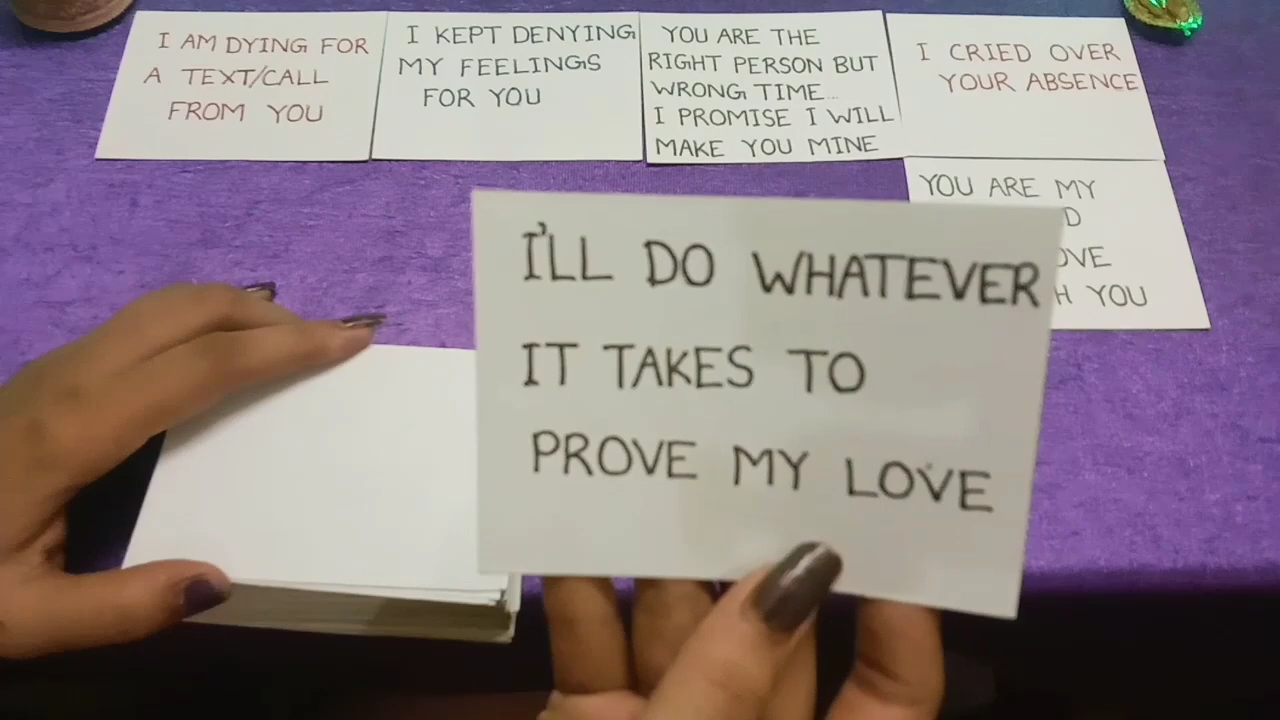 I AM DYING FOR
A TEXT/CALL
FROM YOU
I KEPT DENYING
MY FEELINGS
FOR YOU
YOU ARE THE
RIGHT PERSON BUT
WRONG TIME...
I PROMISE I WILL
MAKE YOU MINE
I CRIED OVER
YOUR ABSENCE
YOU ARE MY
YOU
I'LL DO WHATEVER
IT TAKES TO
PROVE MY LOVE